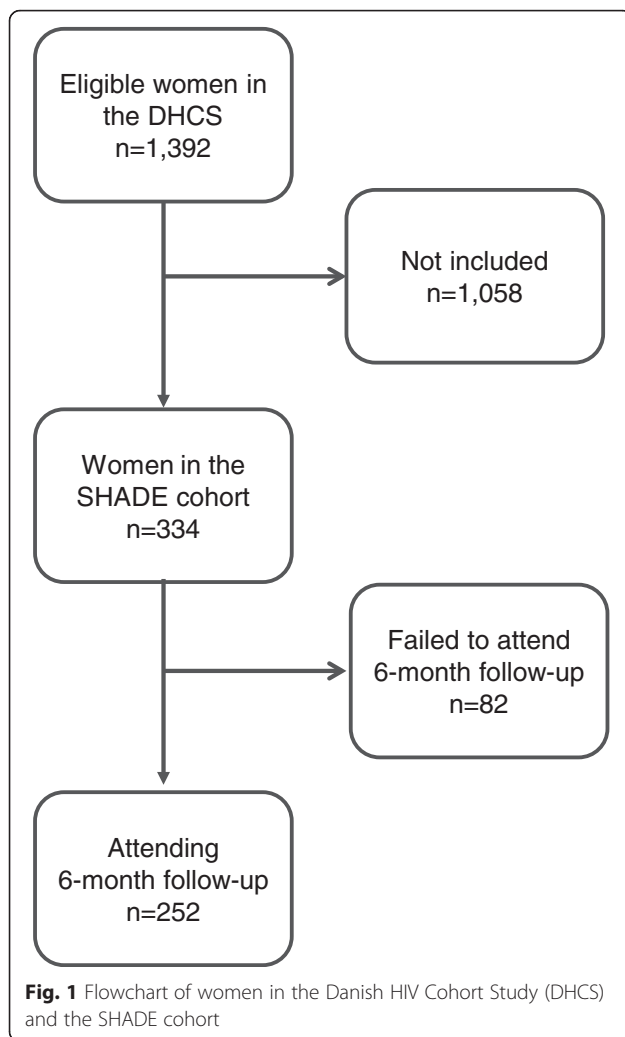 Eligible women in
the DHCS
n=1,392
Not included
n=1,058
Women in the
SHADE cohort
n=334
Failed to attend
6-month follow-up
n=82
Attending
6-month follow-up
n=252
Fig. 1 Flowchart of women in the Danish HIV Cohort Study (DHCS)
and the SHADE cohort